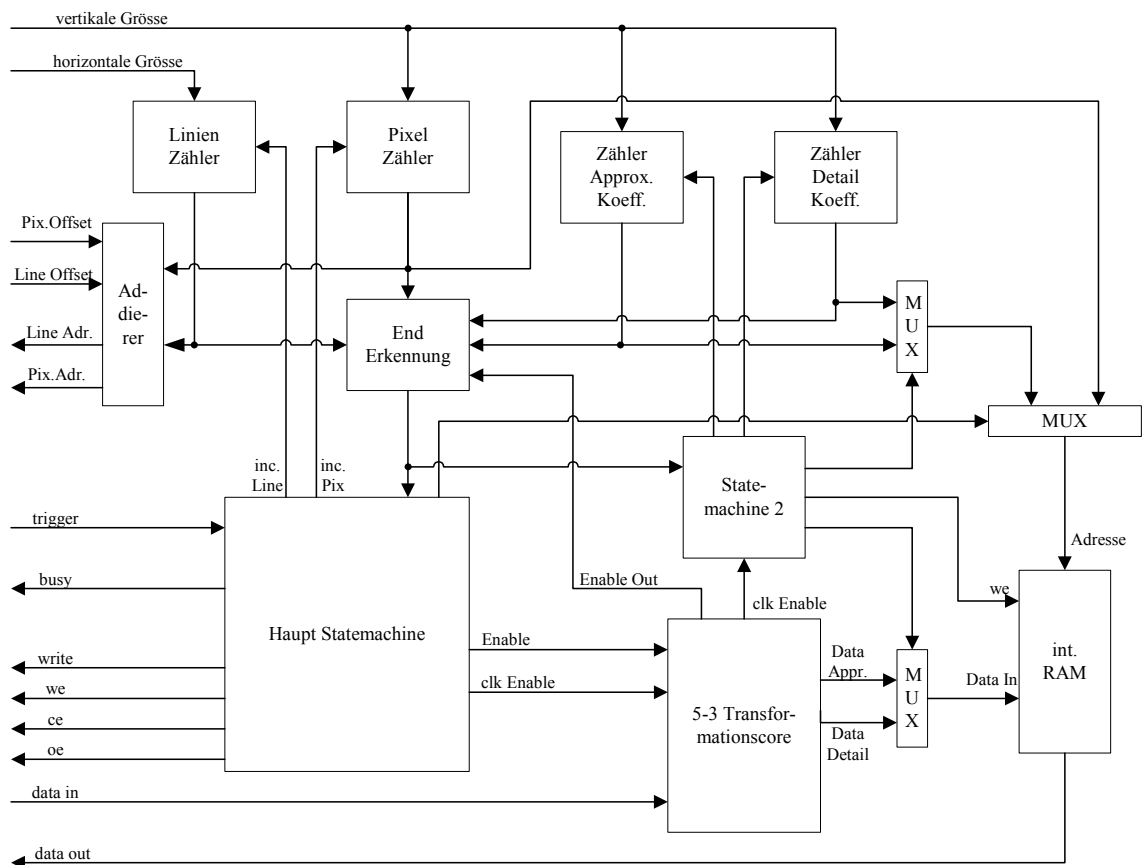 vertikale Grösse
horizontale Grösse
Linien
Zähler
Pixel
Zähler
Zähler
Approx.
Koeff.
Zähler
Detail
Koeff.
Pix.Offset
Line Offset
Line Adr.
Pix.Adr.
Ad-
die-
rer
End
Erkennung
M
U
X
MUX
inc.
Line
inc.
Pix
State-
machine 2
trigger
busy
write
we
ce
oe
data in
data out
Haupt Statemachine
Enable Out
clk Enable
Enable
clk Enable
5-3 Transfor-
mationscore
Data
Appr.
Data
Detail
M
U
X
Adresse
we
Data In
int.
RAM